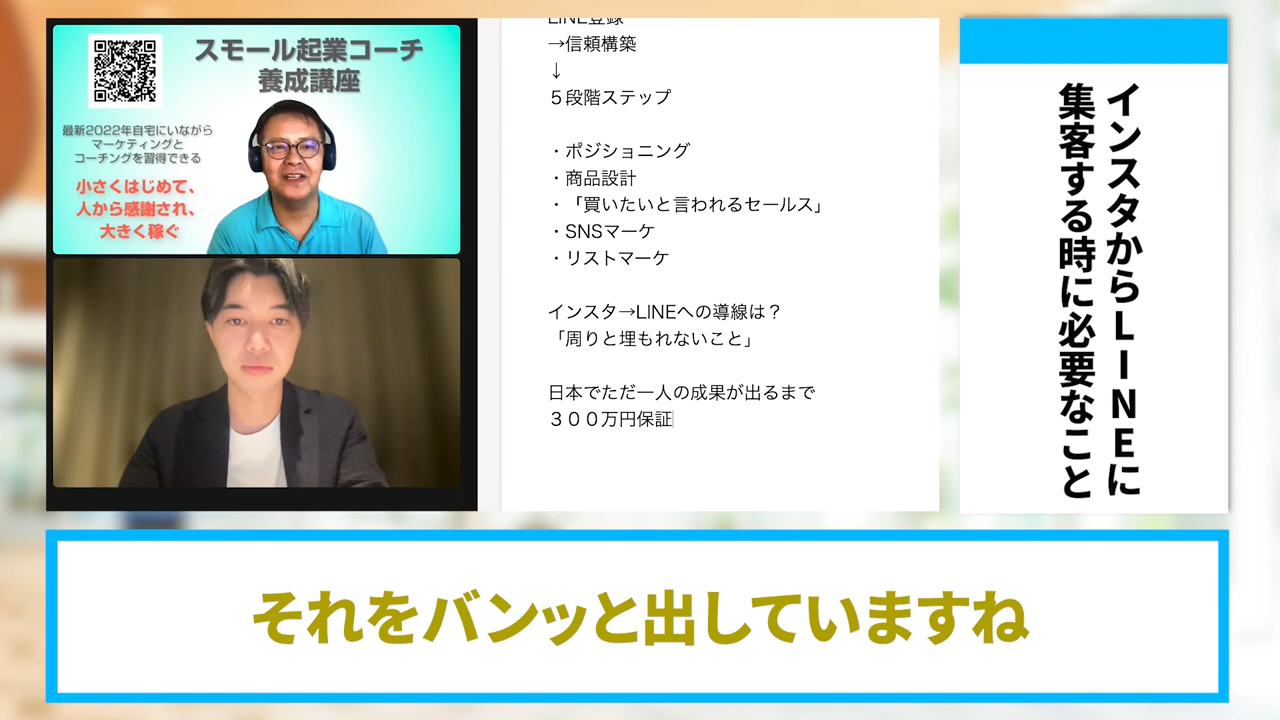 スモール起業コーチ
養成講座
最新2022年自宅にいながら
マーケティングと
コーチングを習得できる
小さくはじめて、
人から感謝され、
大きく稼ぐ
LINE登録
→信頼構築
↓
５段階ステップ
・ポジショニング
・商品設計
・「買いたいと言われるセールス」
・SNSマーケ
・リストマーケ
インスタ→LINEへの導線は？
「周りと埋もれないこと」
日本でただ一人の成果が出るまで
３００万円保証
インスタからLINEに
集客する時に必要なこと
それをバンッと出していますね